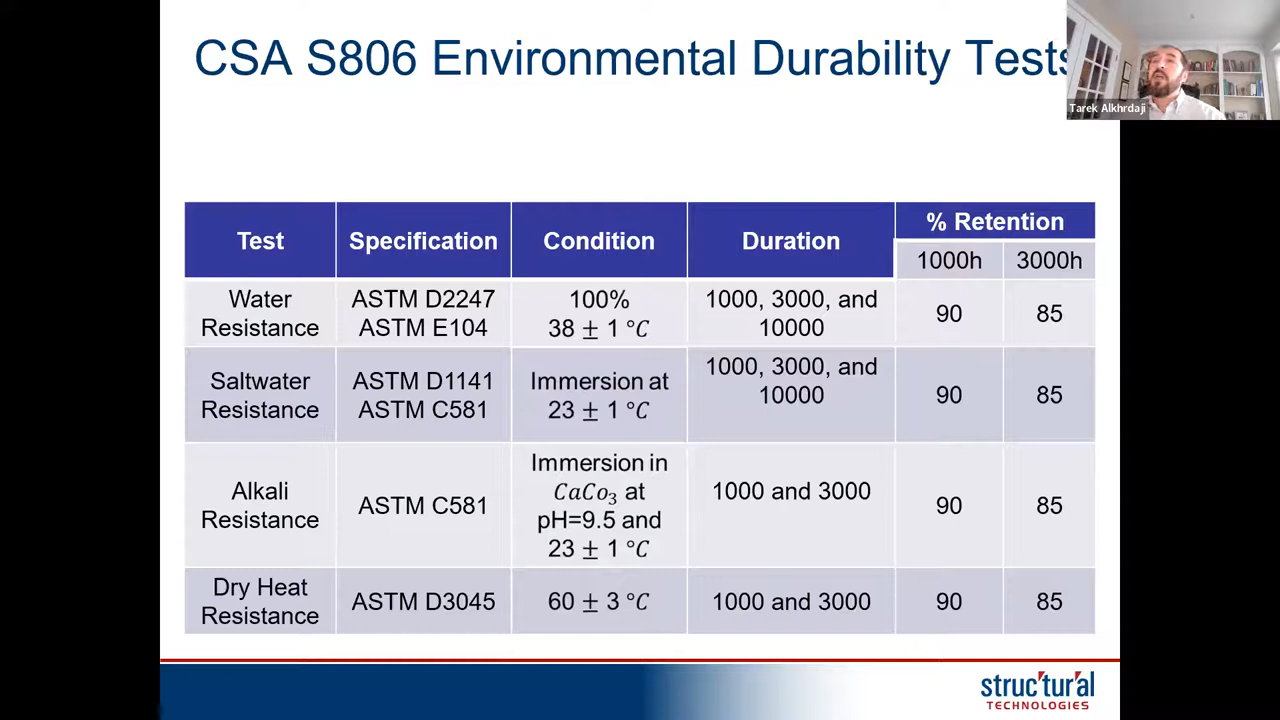 CSA S806 Environmental Durability Tests
Tarek Alkhrdaji
Test
Specification
Condition
Duration
% Retention
1000h
3000h
Water
Resistance
ASTM D2247
ASTM E104
100%
38 ± 1 °C
1000, 3000, and
10000
90
85
Saltwater
Resistance
ASTM D1141
ASTM C581
Immersion at
23 ± 1 °C
1000, 3000, and
10000
90
85
Alkali
Resistance
ASTM C581
Immersion in
CaCo₃ at
pH=9.5 and
23 ± 1 °C
1000 and 3000
90
85
Dry Heat
Resistance
ASTM D3045
60 ± 3 °C
1000 and 3000
90
85
structural
TECHNOLOGIES